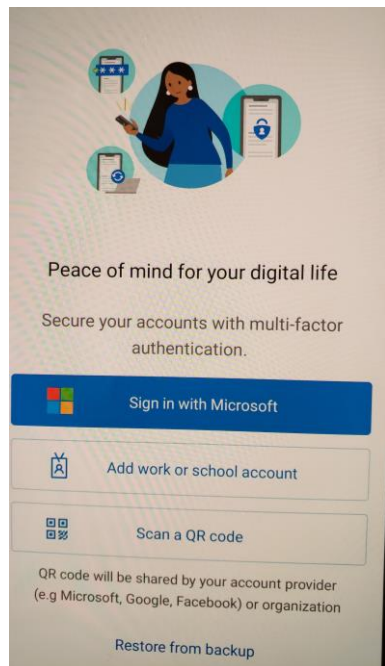 ***
Peace of mind for your digital life
Secure your accounts with multi-factor
authentication.
Sign in with Microsoft
Add work or school account
Scan a QR code
QR code will be shared by your account provider
(e.g Microsoft, Google, Facebook) or organization
Restore from backup